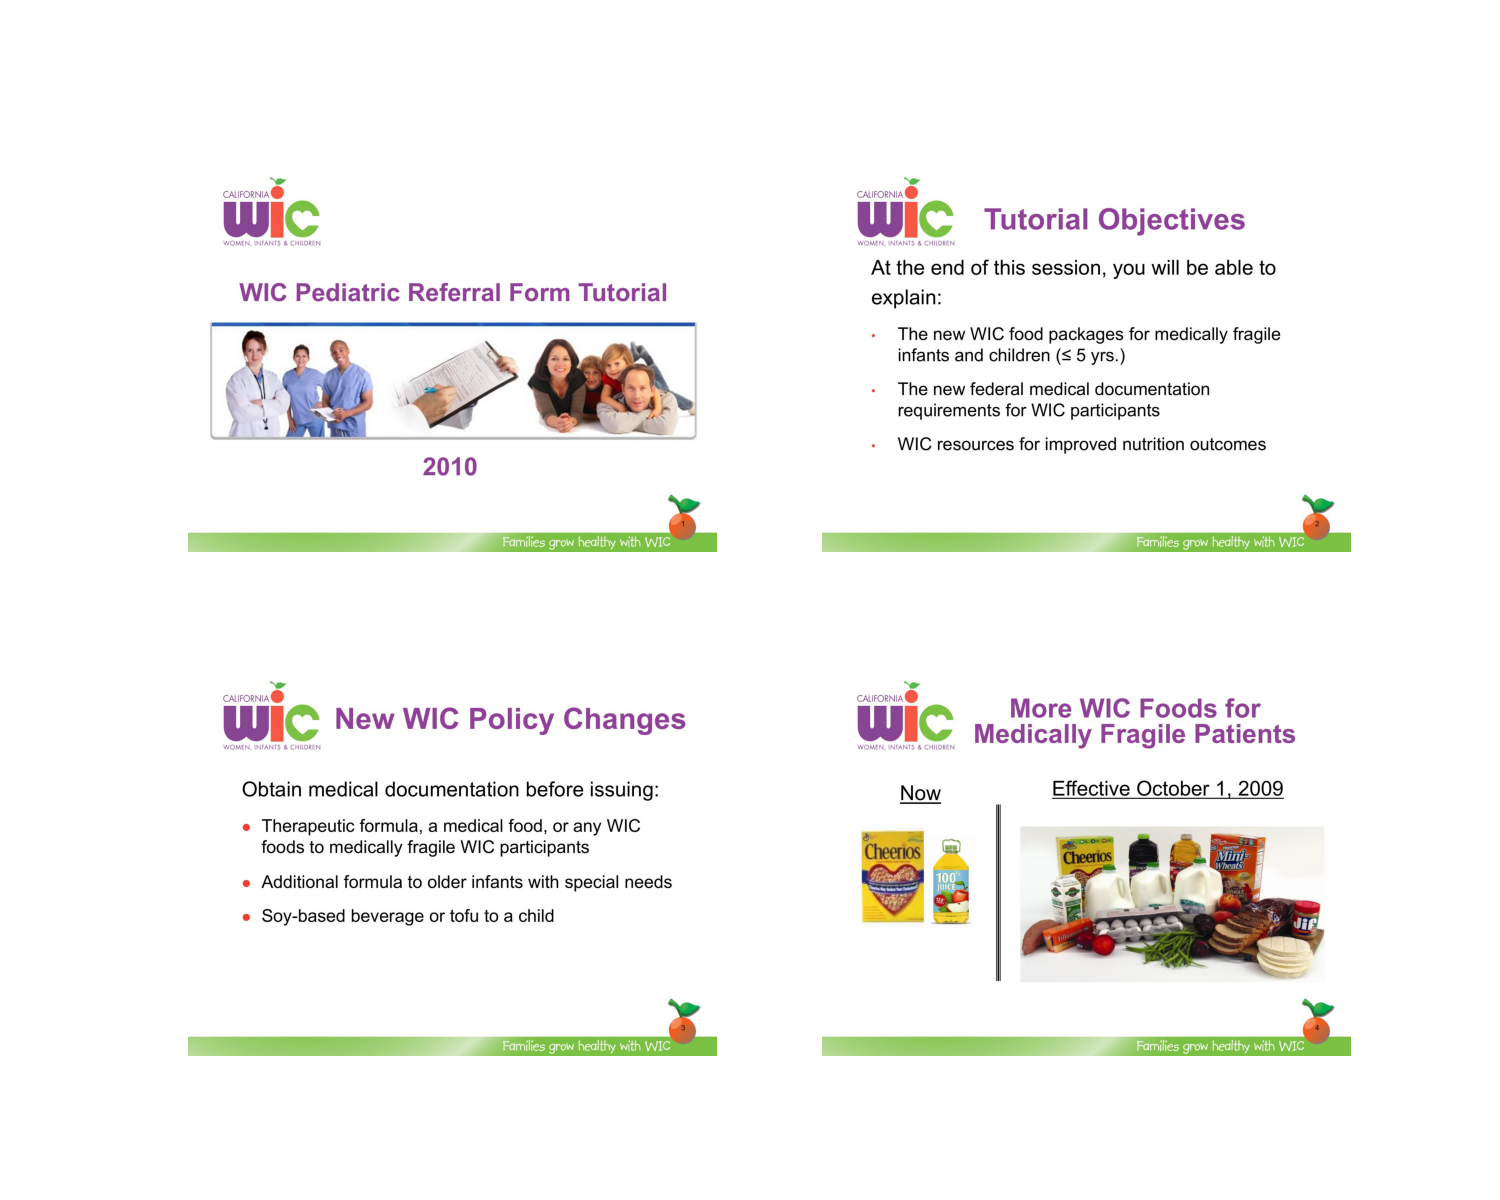 CALIFORNIA
WIC
WOMEN, INFANTS & CHILDREN
WIC Pediatric Referral Form Tutorial
2010
1
Families grow healthy with WIC
CALIFORNIA
WIC
WOMEN, INFANTS & CHILDREN
Tutorial Objectives
At the end of this session, you will be able to
explain:
• The new WIC food packages for medically fragile
infants and children (≤ 5 yrs.)
• The new federal medical documentation
requirements for WIC participants
• WIC resources for improved nutrition outcomes
2
Families grow healthy with WIC
CALIFORNIA
WIC
WOMEN, INFANTS & CHILDREN
New WIC Policy Changes
Obtain medical documentation before issuing:
● Therapeutic formula, a medical food, or any WIC
foods to medically fragile WIC participants
● Additional formula to older infants with special needs
● Soy-based beverage or tofu to a child
3
Families grow healthy with WIC
CALIFORNIA
WIC
WOMEN, INFANTS & CHILDREN
More WIC Foods for
Medically Fragile Patients
Now
Effective October 1, 2009
Cheerios
100%
JUICE
Cheerios
Mini-
Wheats
Jif
4
Families grow healthy with WIC